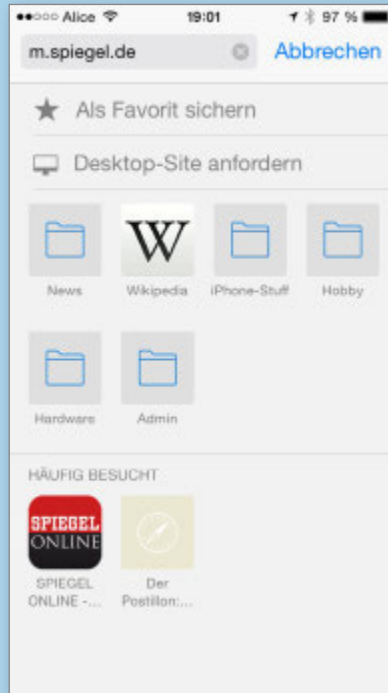 Alice 19:01 97 %
m.spiegel.de Abbrechen
Als Favorit sichern
Desktop-Site anfordern
W
News Wikipedia iPhone-Stuff Hobby
Hardware Admin
HÄUFIG BESUCHT
SPIEGEL
ONLINE
SPIEGEL Der
ONLINE -... Postillon:...